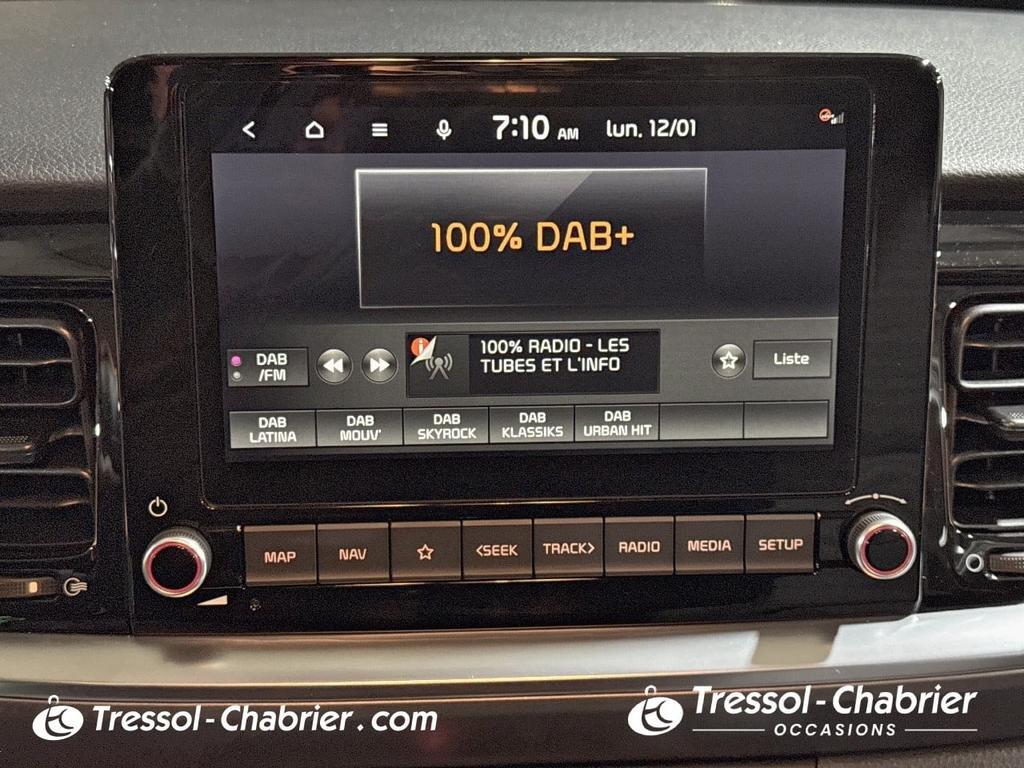 7:10 AM lun. 12/01
100% DAB+
DAB
/FM
100% RADIO - LES
TUBES ET L'INFO
Liste
DAB
LATINA
DAB
MOUV'
DAB
SKYROCK
DAB
KLASSIKS
DAB
URBAN HIT
MAP
NAV
<SEEK
TRACK>
RADIO
MEDIA
SETUP
Tressol-Chabrier.com
Tressol-Chabrier
OCCASIONS